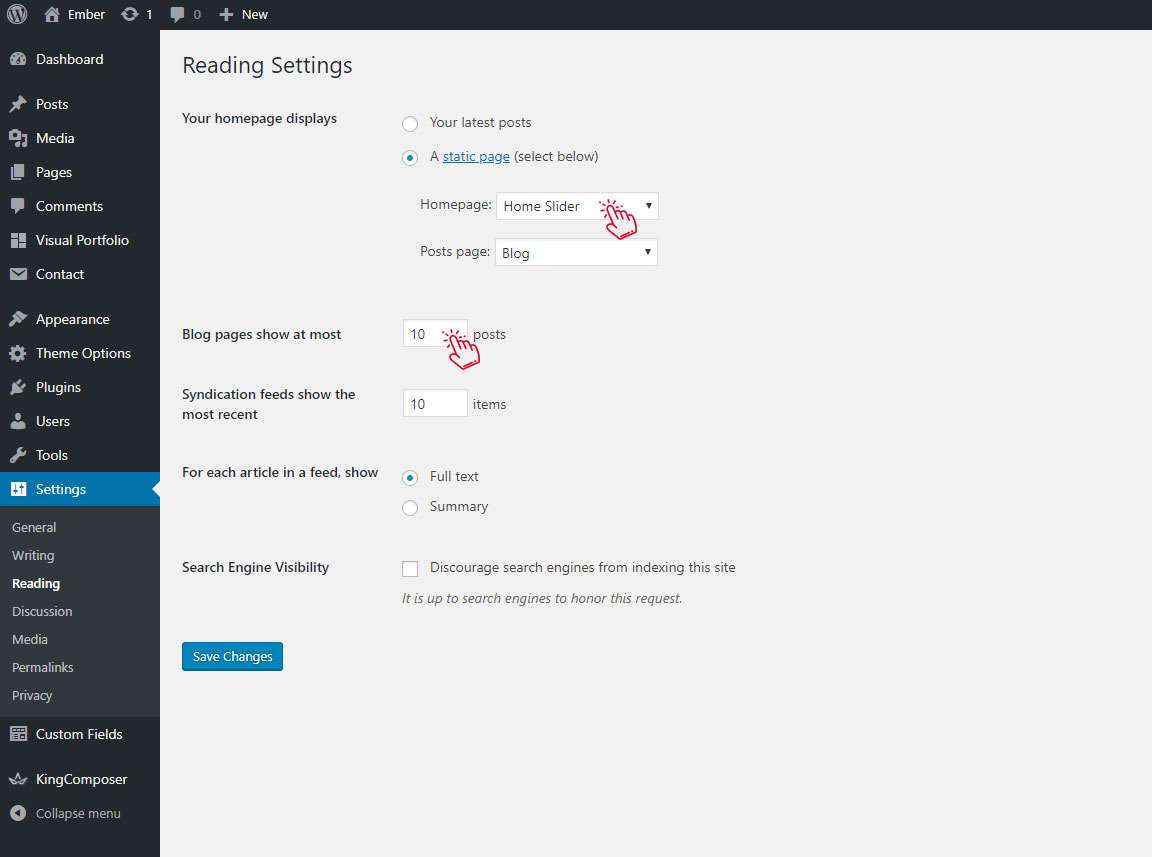 Ember 1 0 New
Dashboard
Posts
Media
Pages
Comments
Visual Portfolio
Contact
Appearance
Theme Options
Plugins
Users
Tools
Settings
General
Writing
Reading
Discussion
Media
Permalinks
Privacy
Custom Fields
KingComposer
Collapse menu
Reading Settings
Your homepage displays
Your latest posts
A static page (select below)
Homepage: Home Slider
Posts page: Blog
Blog pages show at most
10 posts
Syndication feeds show the
most recent
10 items
For each article in a feed, show
Full text
Summary
Search Engine Visibility
Discourage search engines from indexing this site
It is up to search engines to honor this request.
Save Changes